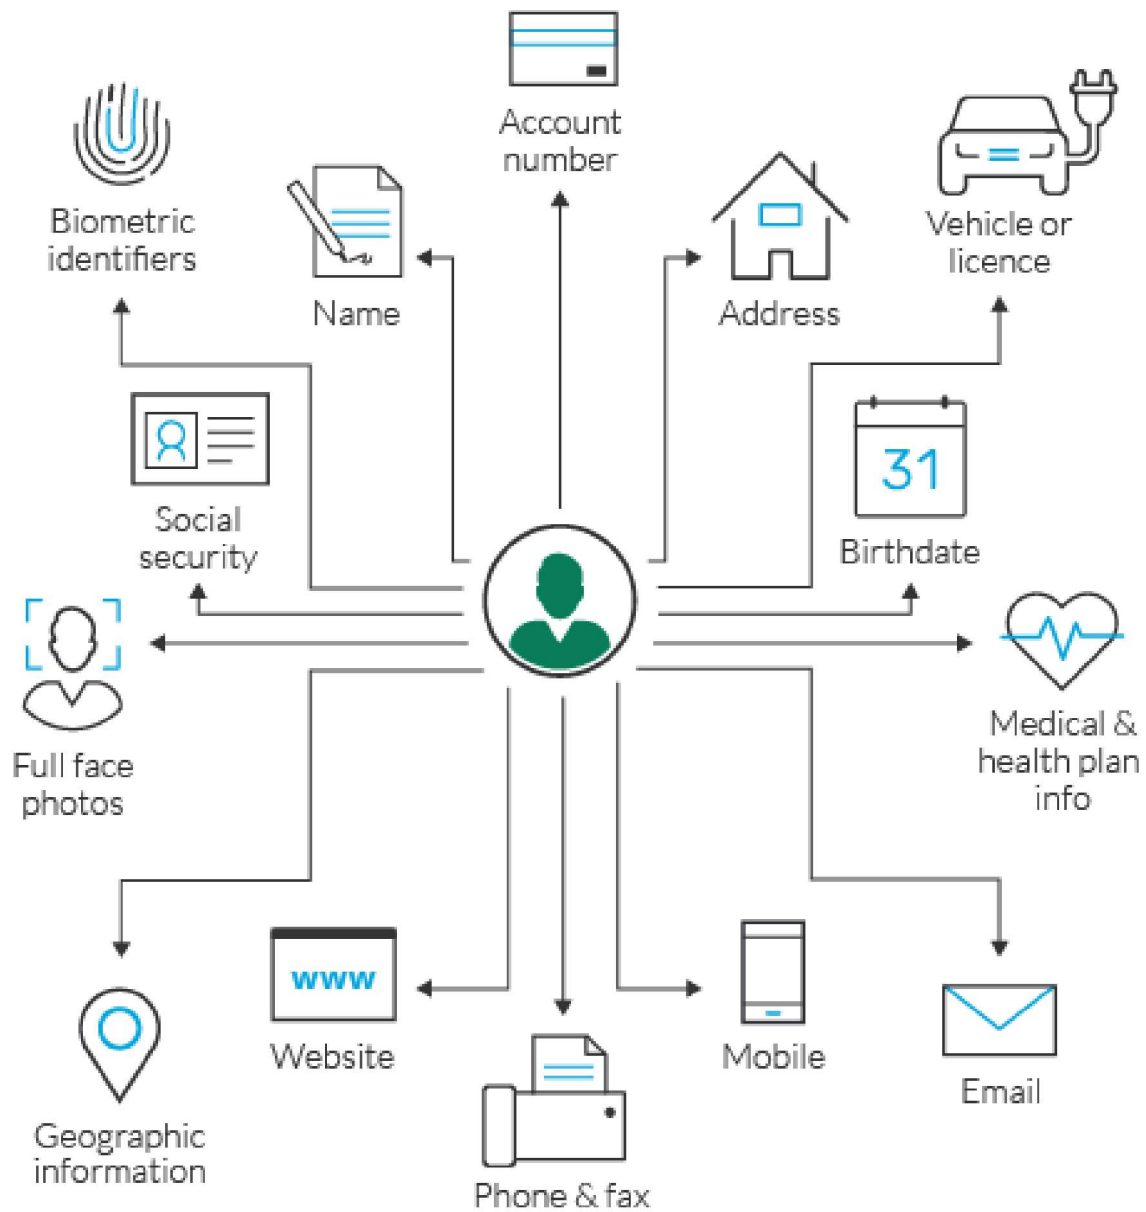 Account
number
Biometric
identifiers
Vehicle or
licence
Name
Address
31
Social
security
Birthdate
Medical &
health plan
info
Full face
photos
www
Website
Mobile
Email
Geographic
information
Phone & fax